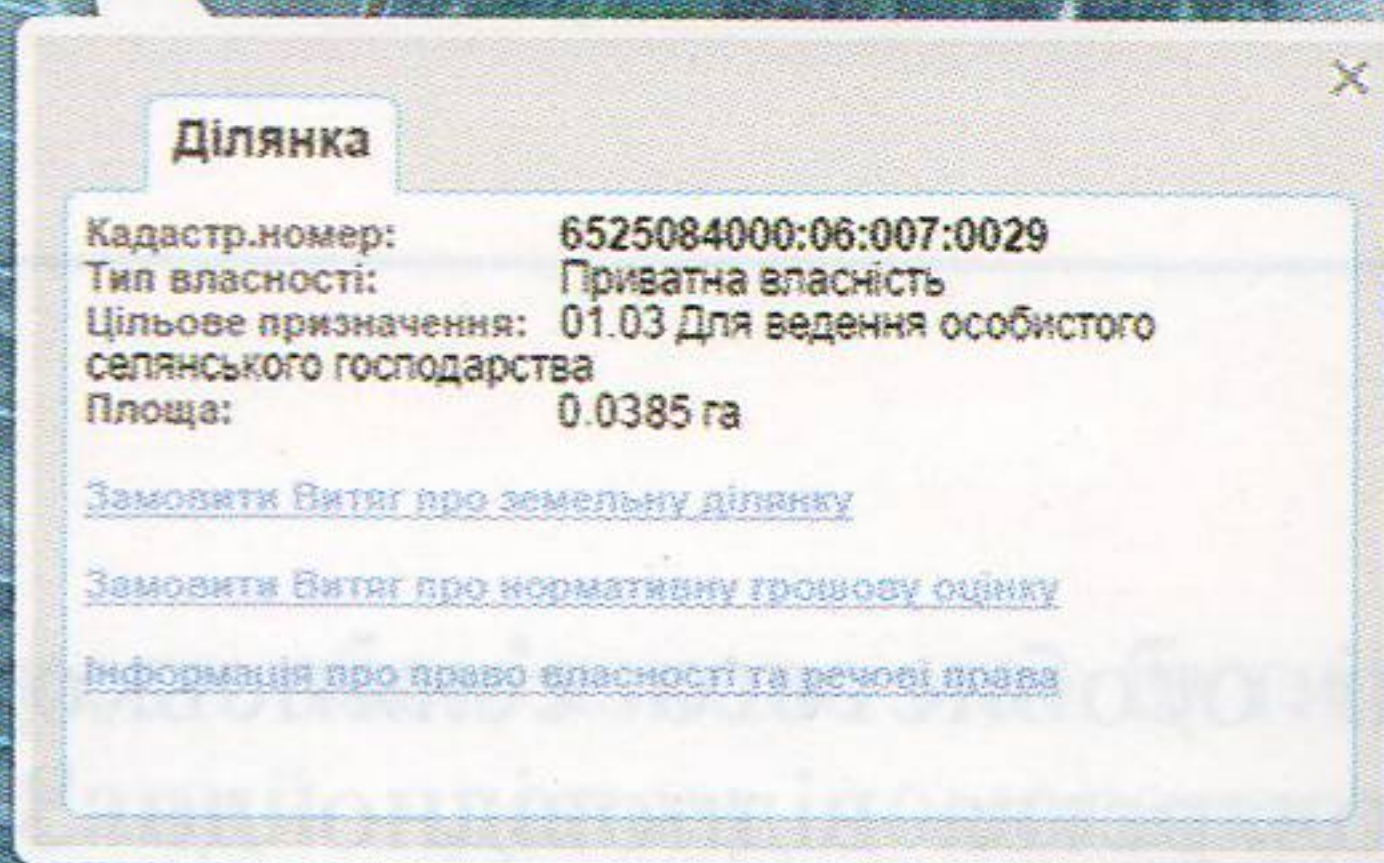 Ділянка
Кадастр.номер: 6525084000:06:007:0029
Тип власності: Приватна власність
Цільове призначення: 01.03 Для ведення особистого
селянського господарства
Площа: 0.0385 га
Замовити Витяг про земельну ділянку
Замовити Витяг про нормативну грошову оцінку
Інформація про право власності та речові права